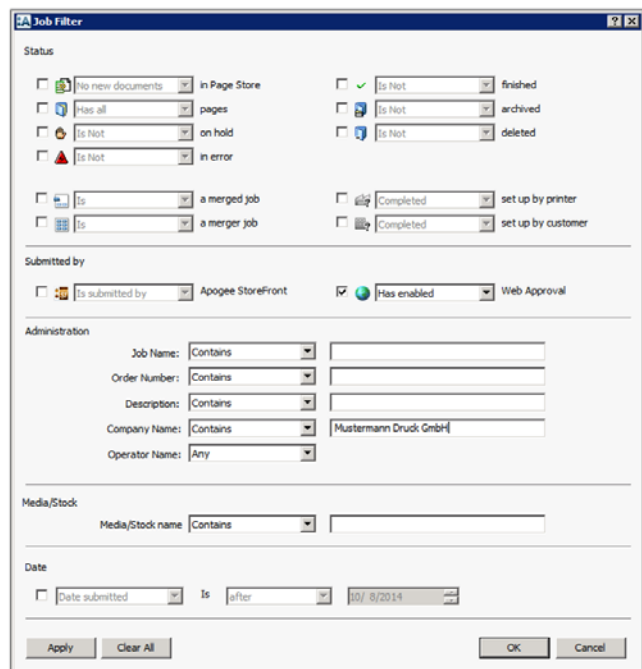 Job Filter
Status
No new documents in Page Store Is Not finished
Has all pages Is Not archived
Is Not on hold Is Not deleted
Is Not in error
Is a merged job Completed set up by printer
Is a merger job Completed set up by customer
Submitted by
Is submitted by Apogee StoreFront Has enabled Web Approval
Administration
Job Name: Contains
Order Number: Contains
Description: Contains
Company Name: Contains Mustermann Druck GmbH
Operator Name: Any
Media/Stock
Media/Stock name Contains
Date
Date submitted Is after 10/ 8/2014
Apply Clear All OK Cancel